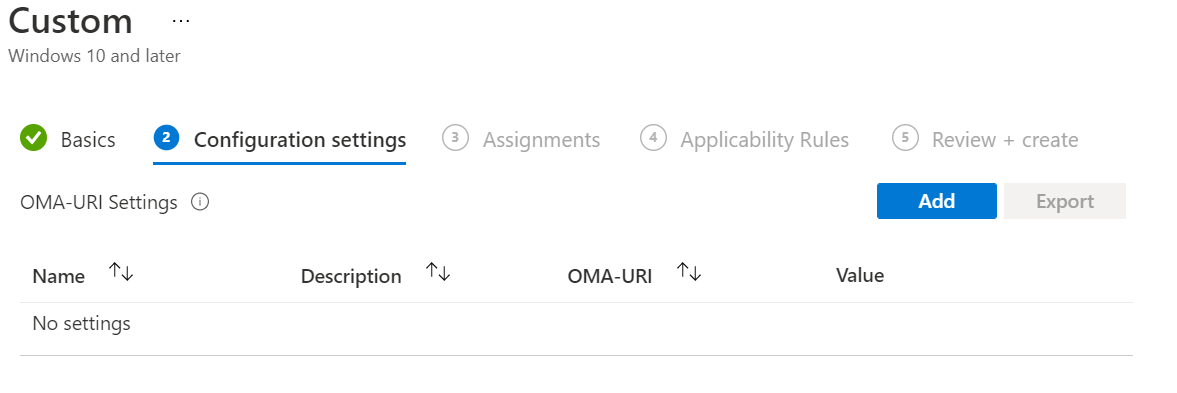 Custom ...
Windows 10 and later
Basics 2 Configuration settings 3 Assignments 4 Applicability Rules 5 Review + create
OMA-URI Settings Add Export
Name Description OMA-URI Value
No settings